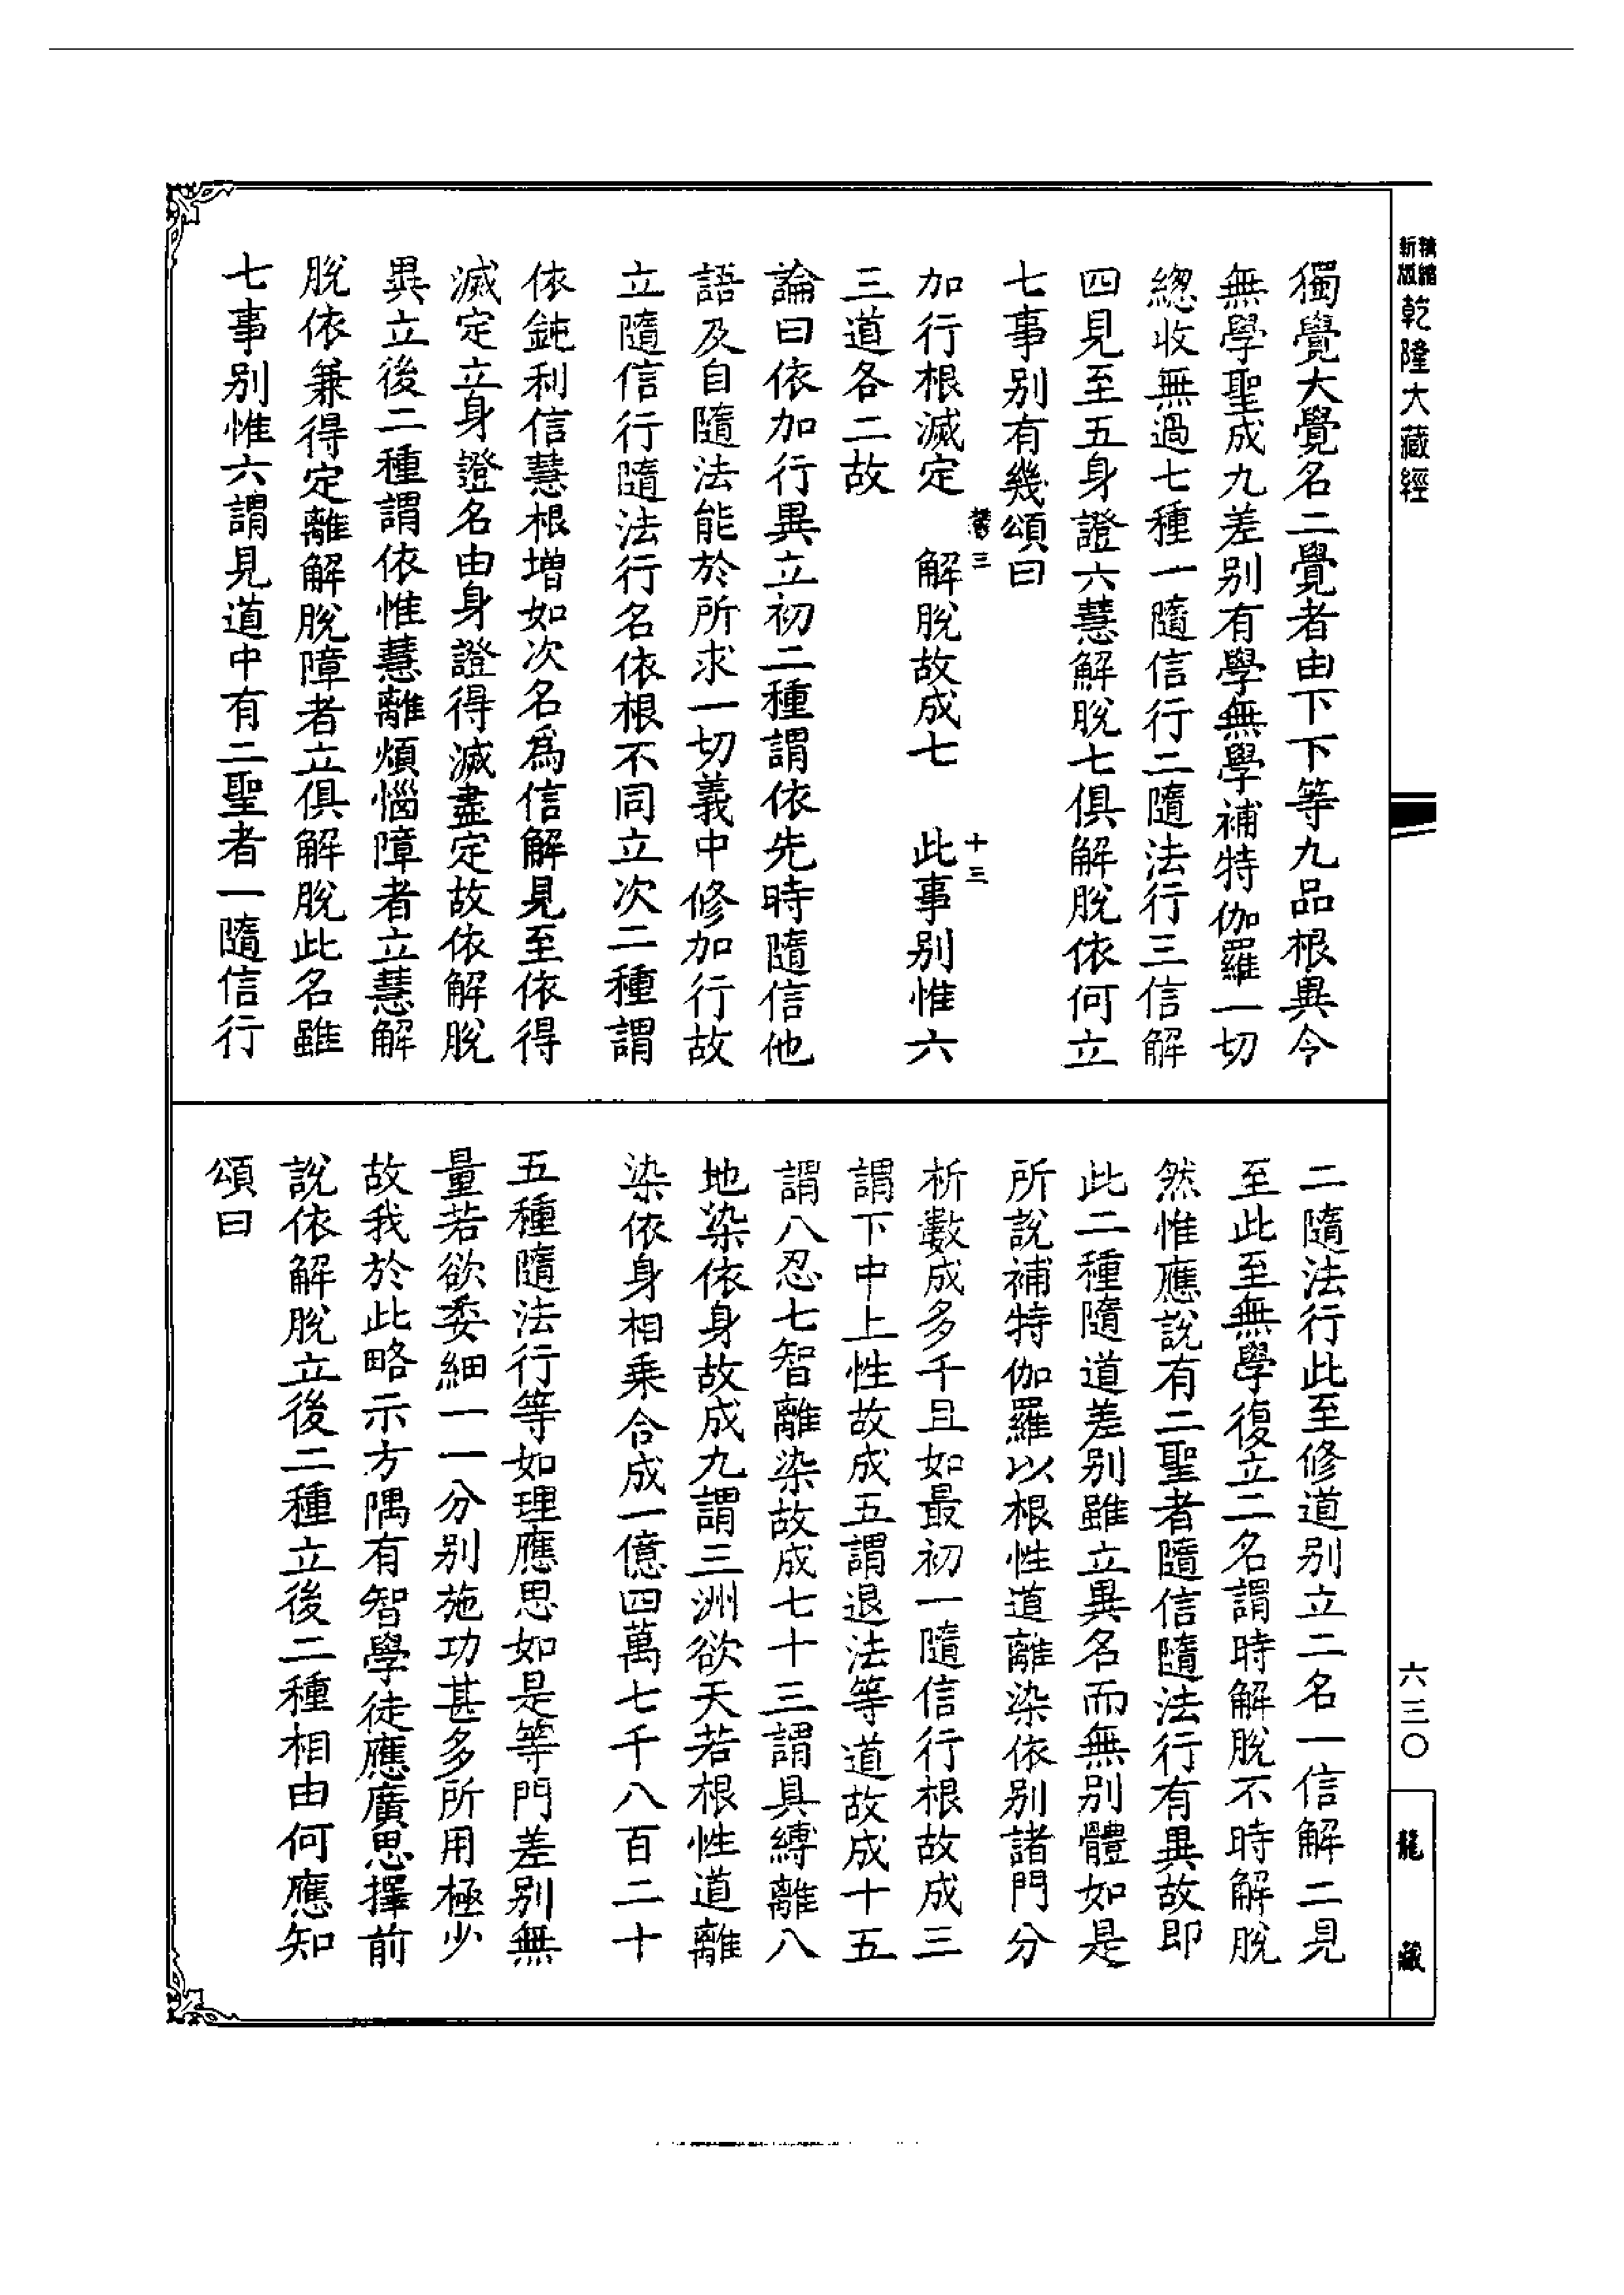 精縮
新版
乾隆大藏經
獨覺大覺名二覺者由下下等九品根異今
無學聖成九差别有學無學補特伽羅一切
總收無過七種一隨信行二隨法行三信解
四見至五身證六慧解脫七俱解脫依何立
七事别有幾頌曰
十三
加行根滅定 解脫故成七 此事别惟六
三道各二故
論曰依加行異立初二種謂依先時隨信他
語及自隨法能於所求一切義中修加行故
立隨信行隨法行名依根不同立次二種謂
依鈍利信慧根增如次名爲信解見至依得
滅定立身證名由身證得滅盡定故依解脫
異立後二種謂依惟慧離煩惱障者立慧解
脫依兼得定離解脫障者立俱解脫此名雖
七事别惟六謂見道中有二聖者一隨信行
二隨法行此至修道别立二名一信解二見
至此至無學復立二名謂時解脫不時解脫
然惟應說有二聖者隨信隨法行有異故即
此二種隨道差别雖立異名而無别體如是
所說補特伽羅以根性道離染依别諸門分
析數成多千且如最初一隨信行根故成三
謂下中上性故成五謂退法等道故成十五
謂八忍七智離染故成七十三謂具縛離八
地染依身故成九謂三洲欲天若根性道離
染依身相乘合成一億四萬七千八百二十
五種隨法行等如理應思如是等門差别無
量若欲委細一一分别施功甚多所用極少
故我於此略示方隅有智學徒應廣思擇前
說依解脫立後二種立後二種相由何應知
頌曰
六三〇
龍藏